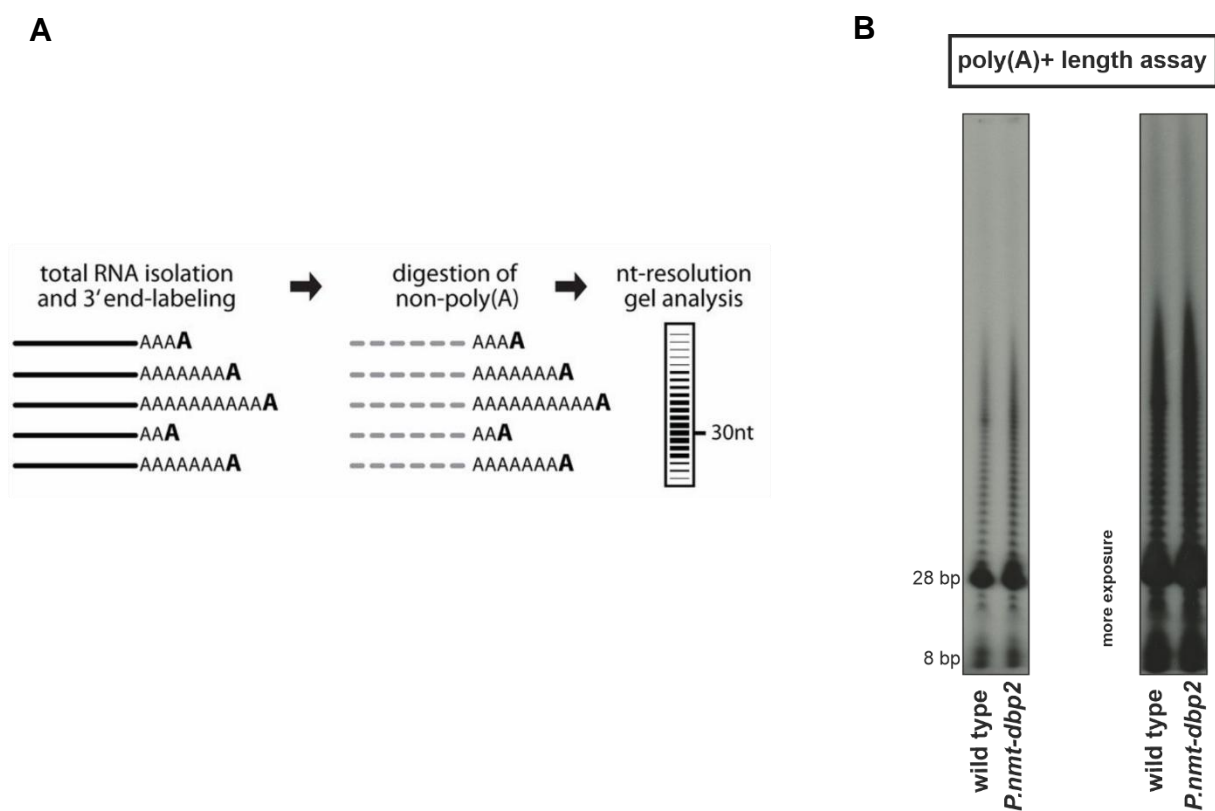 A
total RNA isolation
and 3' end-labeling
digestion of
non-poly(A)
nt-resolution
gel analysis
AAAA
AAAAAAAA
AAAAAAAAAAA
AAA
AAAAAAAA
AAAA
AAAAAAAA
AAAAAAAAAAA
AAA
AAAAAAAA
30nt
B
poly(A)+ length assay
28 bp
8 bp
wild type
P.nmt-dbp2
more exposure
wild type
P.nmt-dbp2